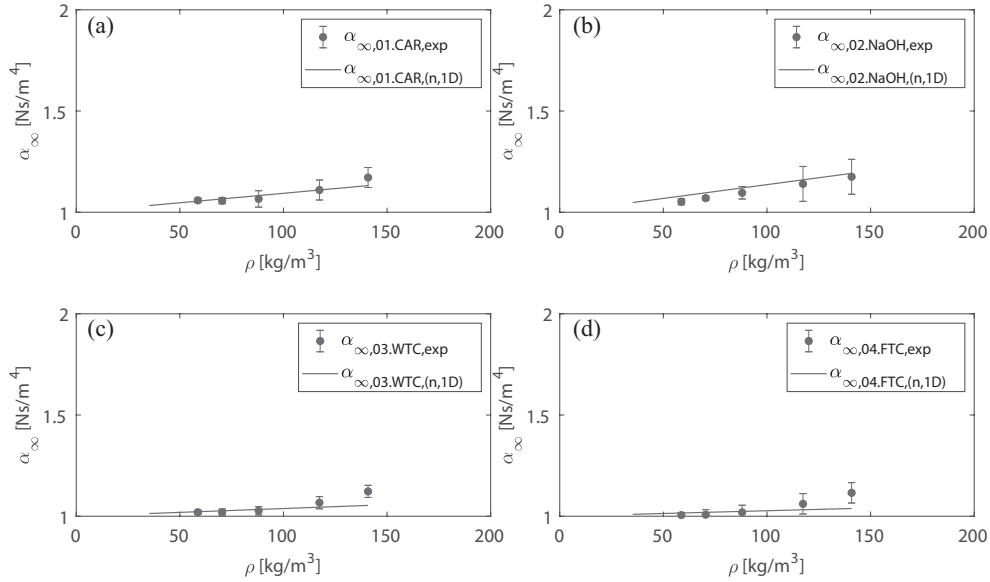 (a)
2
1.5
1
α∞ [Ns/m⁴]
α∞,01.CAR,exp
α∞,01.CAR,(n,1D)
0 50 100 150 200
ρ [kg/m³]
(b)
2
1.5
1
α∞ [Ns/m⁴]
α∞,02.NaOH,exp
α∞,02.NaOH,(n,1D)
0 50 100 150 200
ρ [kg/m³]
(c)
2
1.5
1
α∞ [Ns/m⁴]
α∞,03.WTC,exp
α∞,03.WTC,(n,1D)
0 50 100 150 200
ρ [kg/m³]
(d)
2
1.5
1
α∞ [Ns/m⁴]
α∞,04.FTC,exp
α∞,04.FTC,(n,1D)
0 50 100 150 200
ρ [kg/m³]